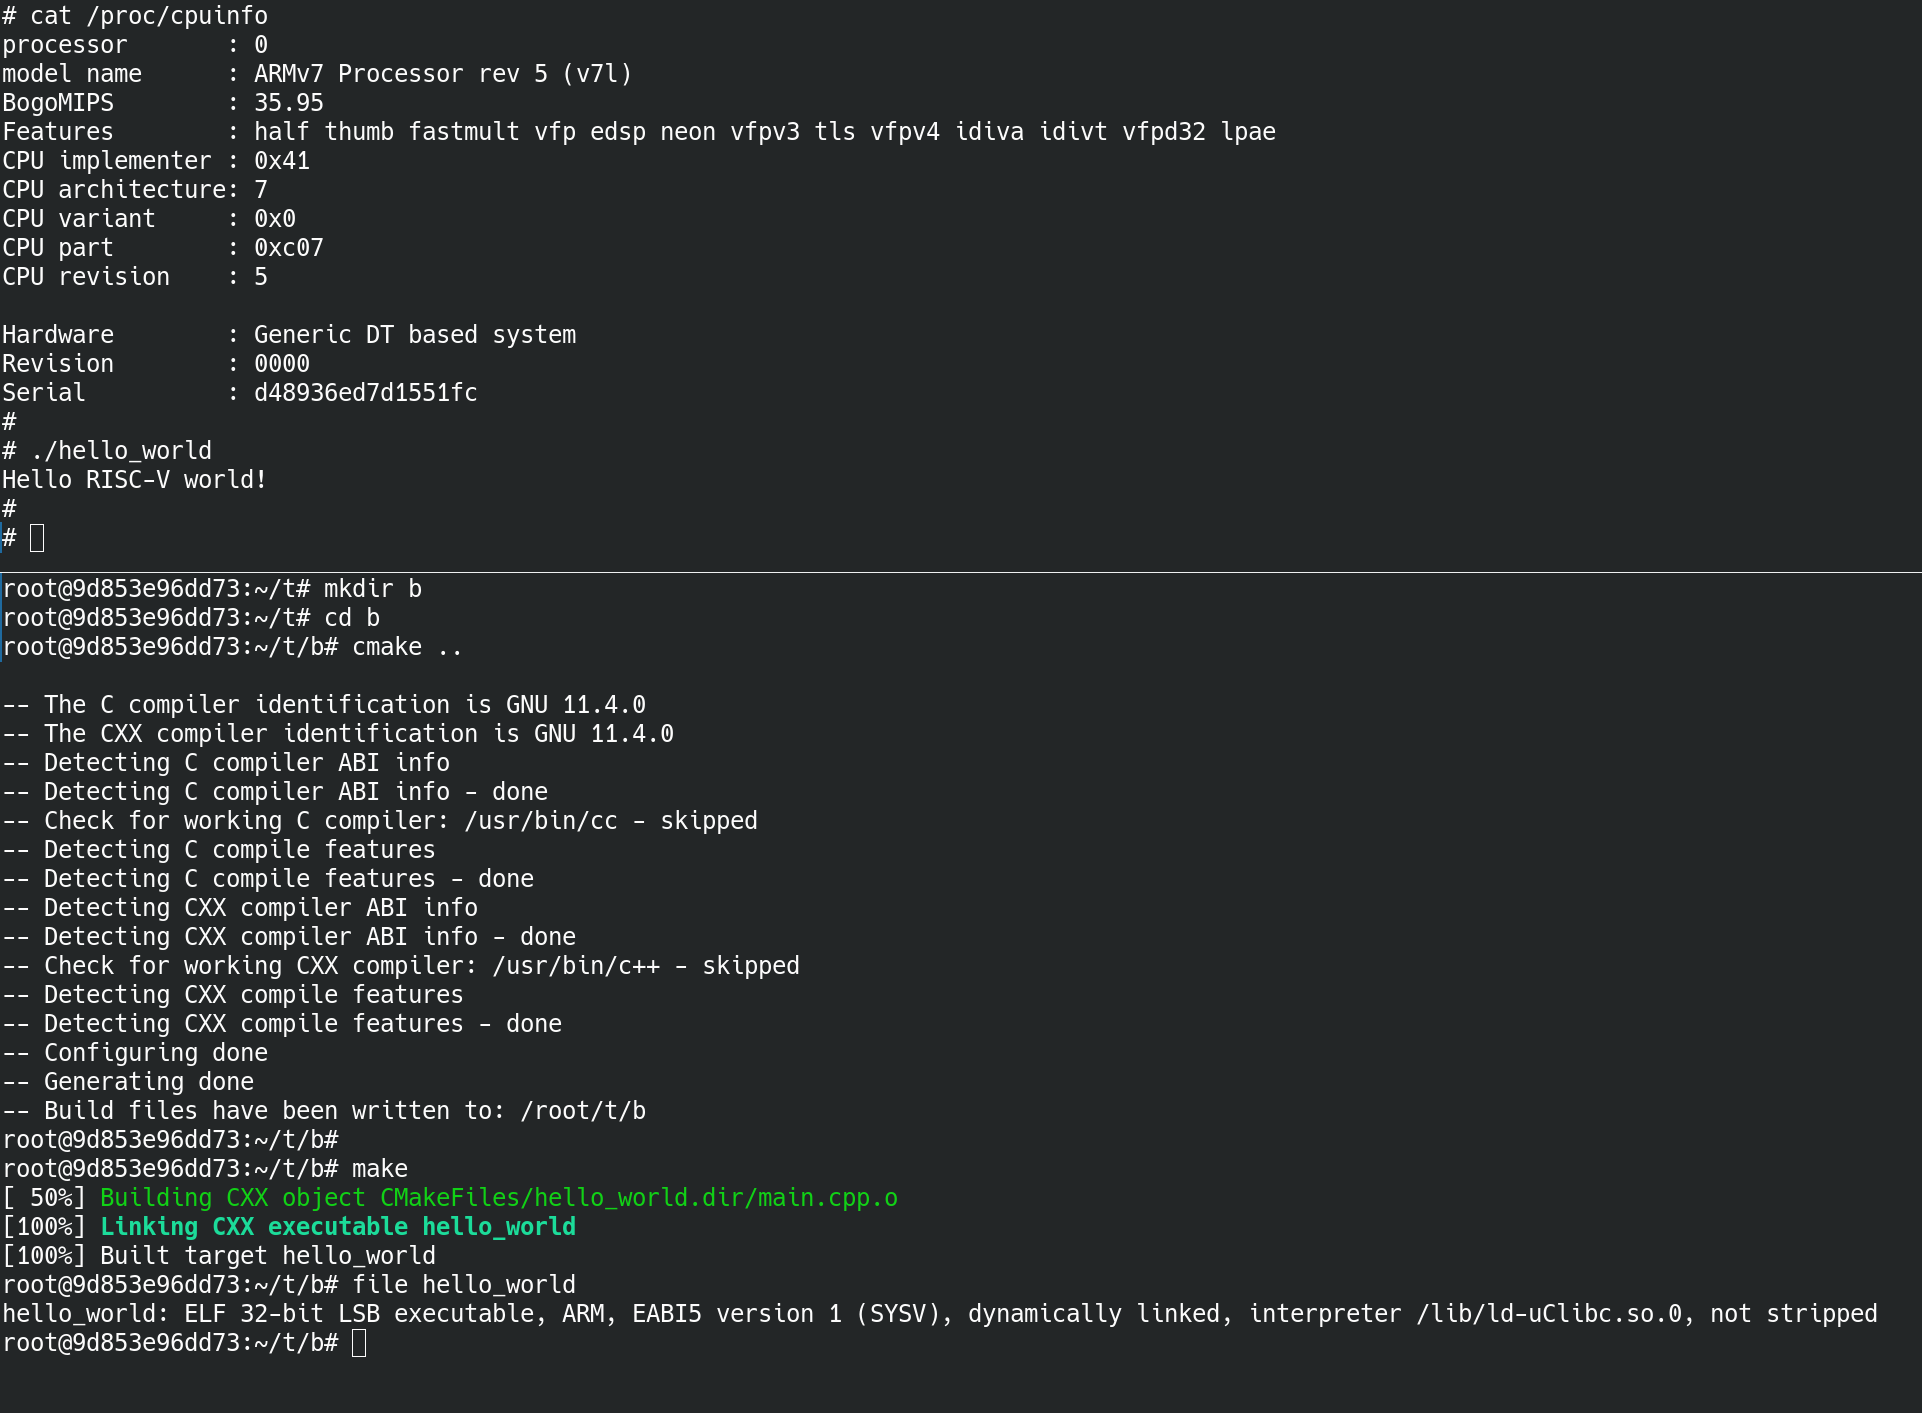 # cat /proc/cpuinfo
processor       : 0
model name      : ARMv7 Processor rev 5 (v7l)
BogoMIPS        : 35.95
Features        : half thumb fastmult vfp edsp neon vfpv3 tls vfpv4 idiva idivt vfpd32 lpae
CPU implementer : 0x41
CPU architecture: 7
CPU variant     : 0x0
CPU part        : 0xc07
CPU revision    : 5

Hardware        : Generic DT based system
Revision        : 0000
Serial          : d48936ed7d1551fc
#
# ./hello_world
Hello RISC-V world!
#
#
root@9d853e96dd73:~/t# mkdir b
root@9d853e96dd73:~/t# cd b
root@9d853e96dd73:~/t/b# cmake ..

-- The C compiler identification is GNU 11.4.0
-- The CXX compiler identification is GNU 11.4.0
-- Detecting C compiler ABI info
-- Detecting C compiler ABI info - done
-- Check for working C compiler: /usr/bin/cc - skipped
-- Detecting C compile features
-- Detecting C compile features - done
-- Detecting CXX compiler ABI info
-- Detecting CXX compiler ABI info - done
-- Check for working CXX compiler: /usr/bin/c++ - skipped
-- Detecting CXX compile features
-- Detecting CXX compile features - done
-- Configuring done
-- Generating done
-- Build files have been written to: /root/t/b
root@9d853e96dd73:~/t/b#
root@9d853e96dd73:~/t/b# make
[ 50%] Building CXX object CMakeFiles/hello_world.dir/main.cpp.o
[100%] Linking CXX executable hello_world
[100%] Built target hello_world
root@9d853e96dd73:~/t/b# file hello_world
hello_world: ELF 32-bit LSB executable, ARM, EABI5 version 1 (SYSV), dynamically linked, interpreter /lib/ld-uClibc.so.0, not stripped
root@9d853e96dd73:~/t/b#